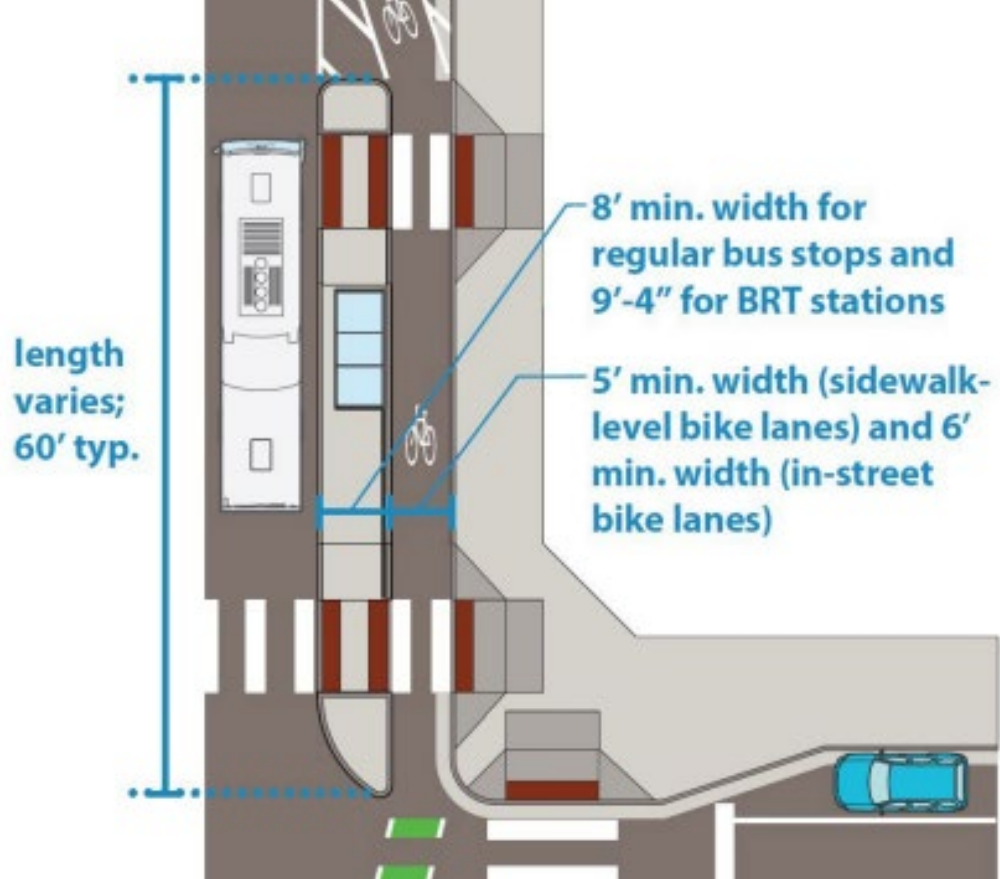 8’ min. width for
regular bus stops and
9’-4” for BRT stations
length
varies;
60’ typ.
5’ min. width (sidewalk-
level bike lanes) and 6’
min. width (in-street
bike lanes)